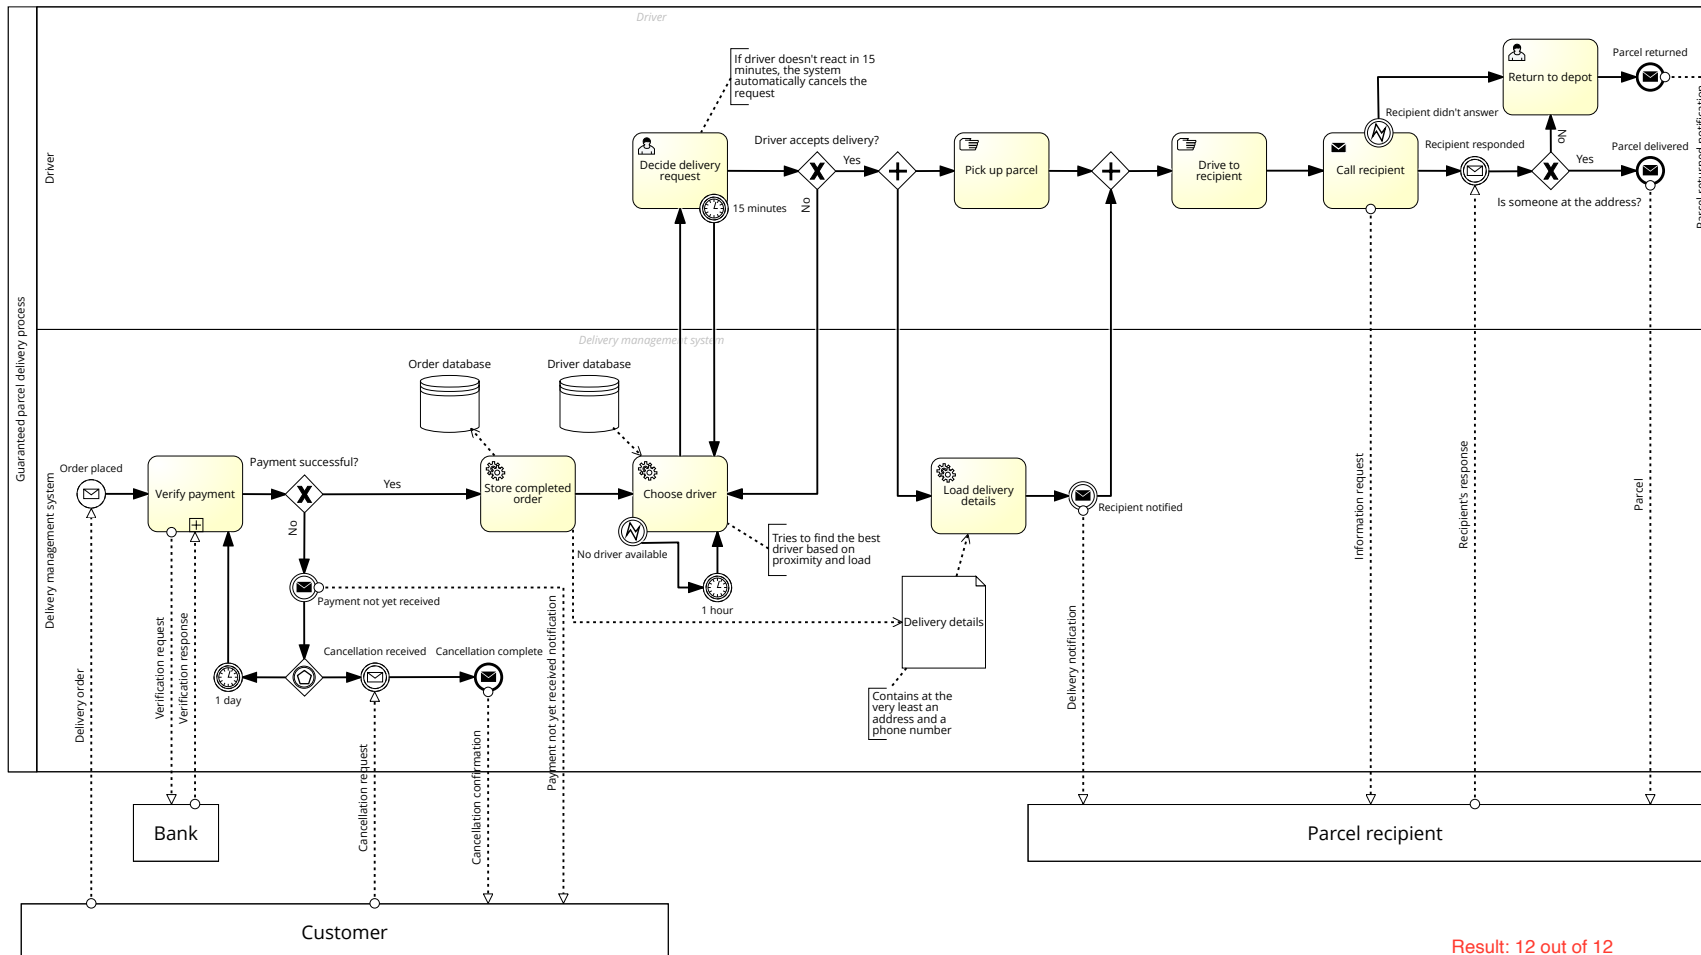 Driver
If driver doesn't react in 15
minutes, the system
automatically cancels the
request
Parcel returned
Return to depot
Parcel returned notification
Recipient didn't answer
Driver accepts delivery?
Driver
Decide delivery
request
Yes
Pick up parcel
Drive to
recipient
Call recipient
Recipient responded
No
Yes
Parcel delivered
Is someone at the address?
15 minutes
No
Guaranteed parcel delivery process
Delivery management system
Order database
Driver database
Order placed
Payment successful?
Verify payment
Yes
Store completed
order
Choose driver
Load delivery
details
No
No driver available
Tries to find the best
driver based on
proximity and load
Recipient notified
Delivery management system
Payment not yet received
1 hour
Delivery details
Information request
Recipient's response
Parcel
Verification request
Verification response
Cancellation received
Cancellation complete
Payment not yet received notification
1 day
Delivery order
Contains at the
very least an
address and a
phone number
Delivery notification
Cancellation request
Cancellation confirmation
Bank
Parcel recipient
Customer
Result: 12 out of 12